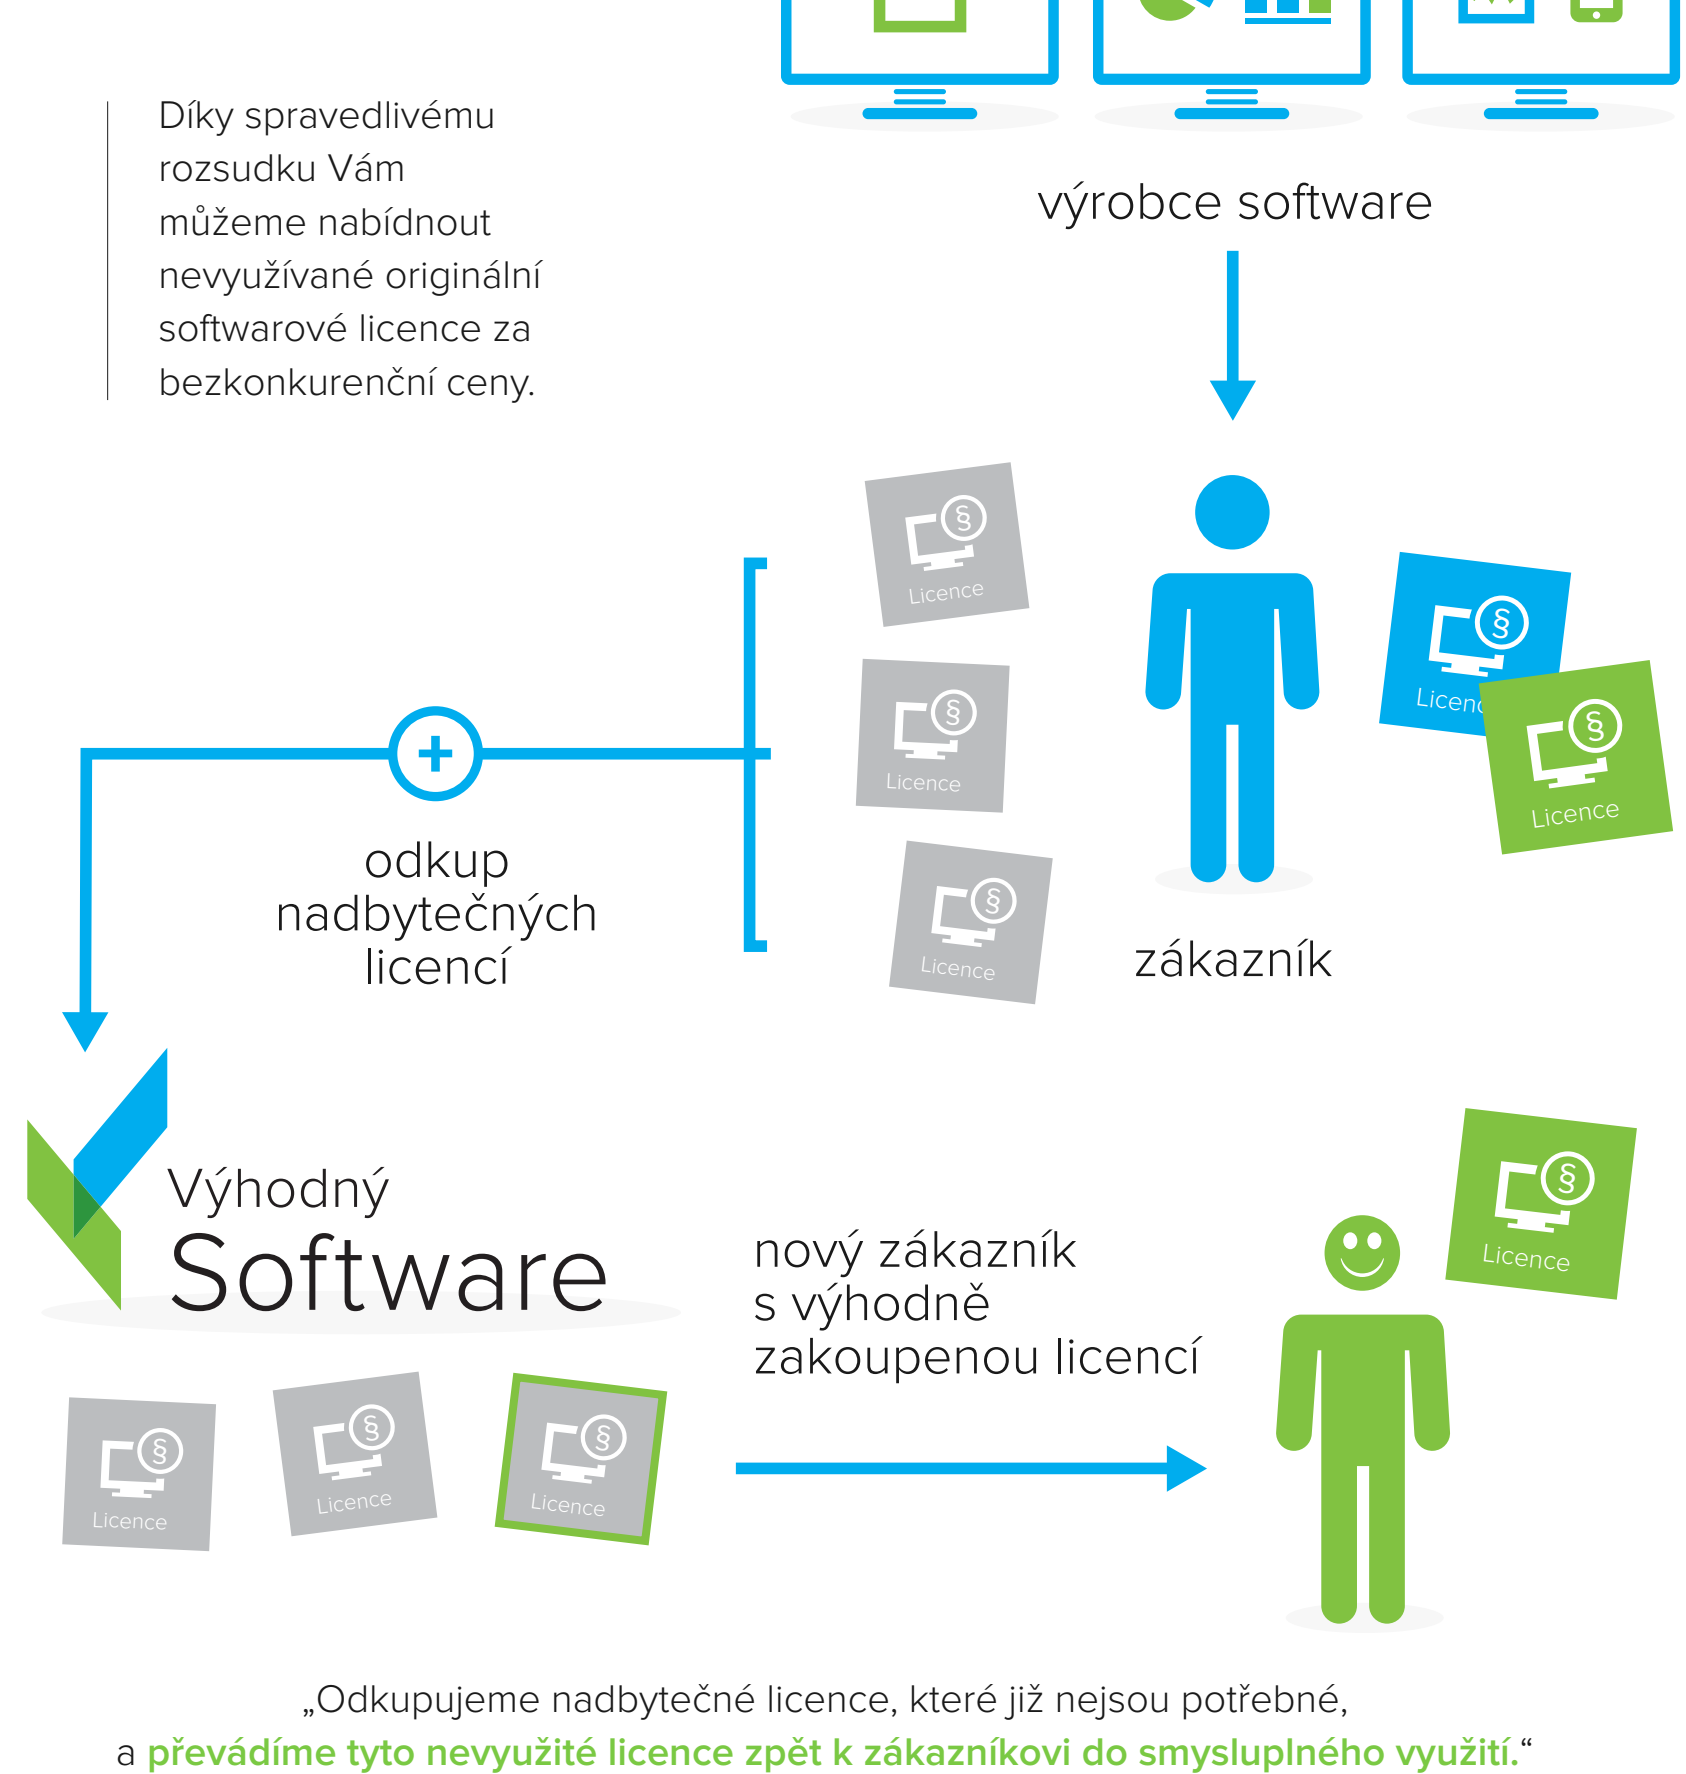 Díky spravedlivému
rozsudku Vám
můžeme nabídnout
nevyužívané originální
softwarové licence za
bezkonkurenční ceny.
výrobce software
§
Licence
§
Licence
§
Licence
§
Licenc
§
Licence
odkup
nadbytečných
licencí
zákazník
Výhodný
Software
nový zákazník
s výhodně
zakoupenou licencí
§
Licence
§
Licence
§
Licence
§
Licence
„Odkupujeme nadbytečné licence, které již nejsou potřebné,
a převádíme tyto nevyužité licence zpět k zákazníkovi do smysluplného využití.“